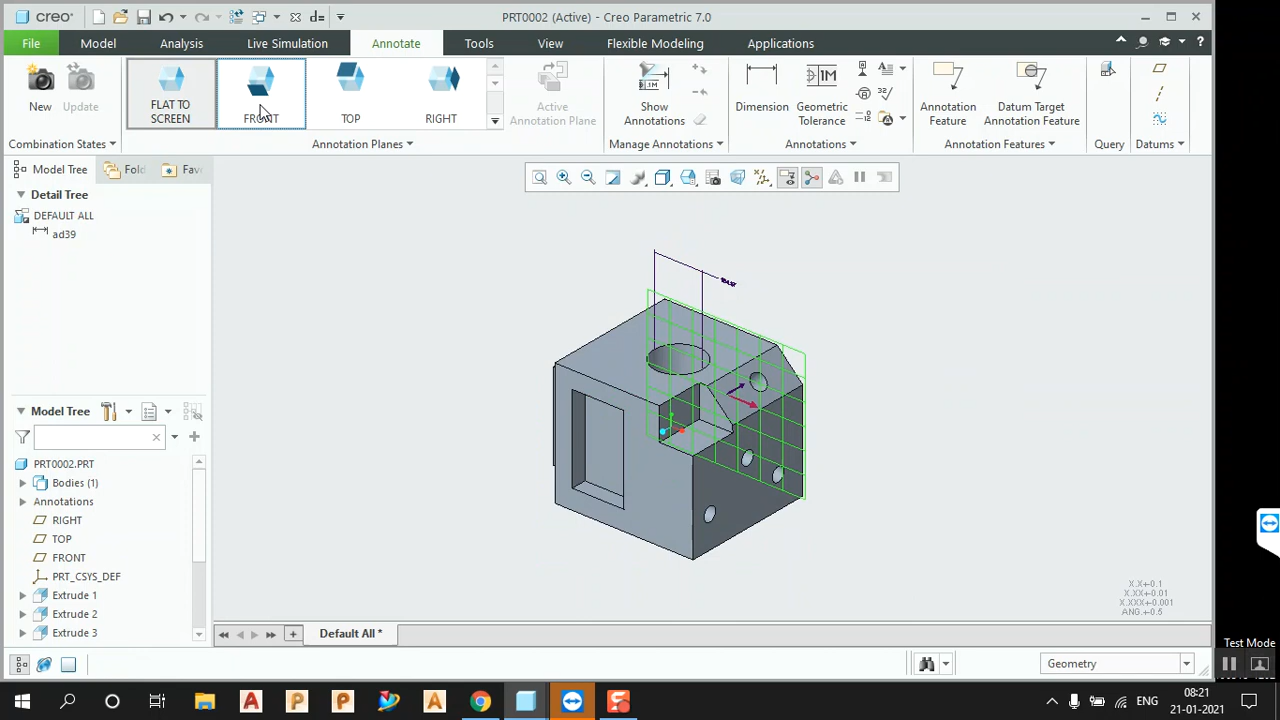 creo
PRT0002 (Active) - Creo Parametric 7.0
File
Model
Analysis
Live Simulation
Annotate
Tools
View
Flexible Modeling
Applications
New
Update
FLAT TO
SCREEN
FRONT
TOP
RIGHT
Active
Annotation Plane
Show
Annotations
Dimension
Geometric
Tolerance
Annotation
Feature
Datum Target
Annotation Feature
Combination States
Annotation Planes
Manage Annotations
Annotations
Annotation Features
Query
Datums
Model Tree
Fold
Fav
Detail Tree
DEFAULT ALL
ad39
Model Tree
PRT0002.PRT
Bodies (1)
Annotations
RIGHT
TOP
FRONT
PRT_CSYS_DEF
Extrude 1
Extrude 2
Extrude 3
X.X+-0.1
X.XX+-0.01
X.XXX+-0.001
ANG.+-0.5
Default All *
Geometry
Test Mode
ENG
08:21
21-01-2021